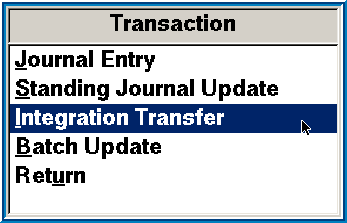 Transaction
Journal Entry
Standing Journal Update
Integration Transfer
Batch Update
Return